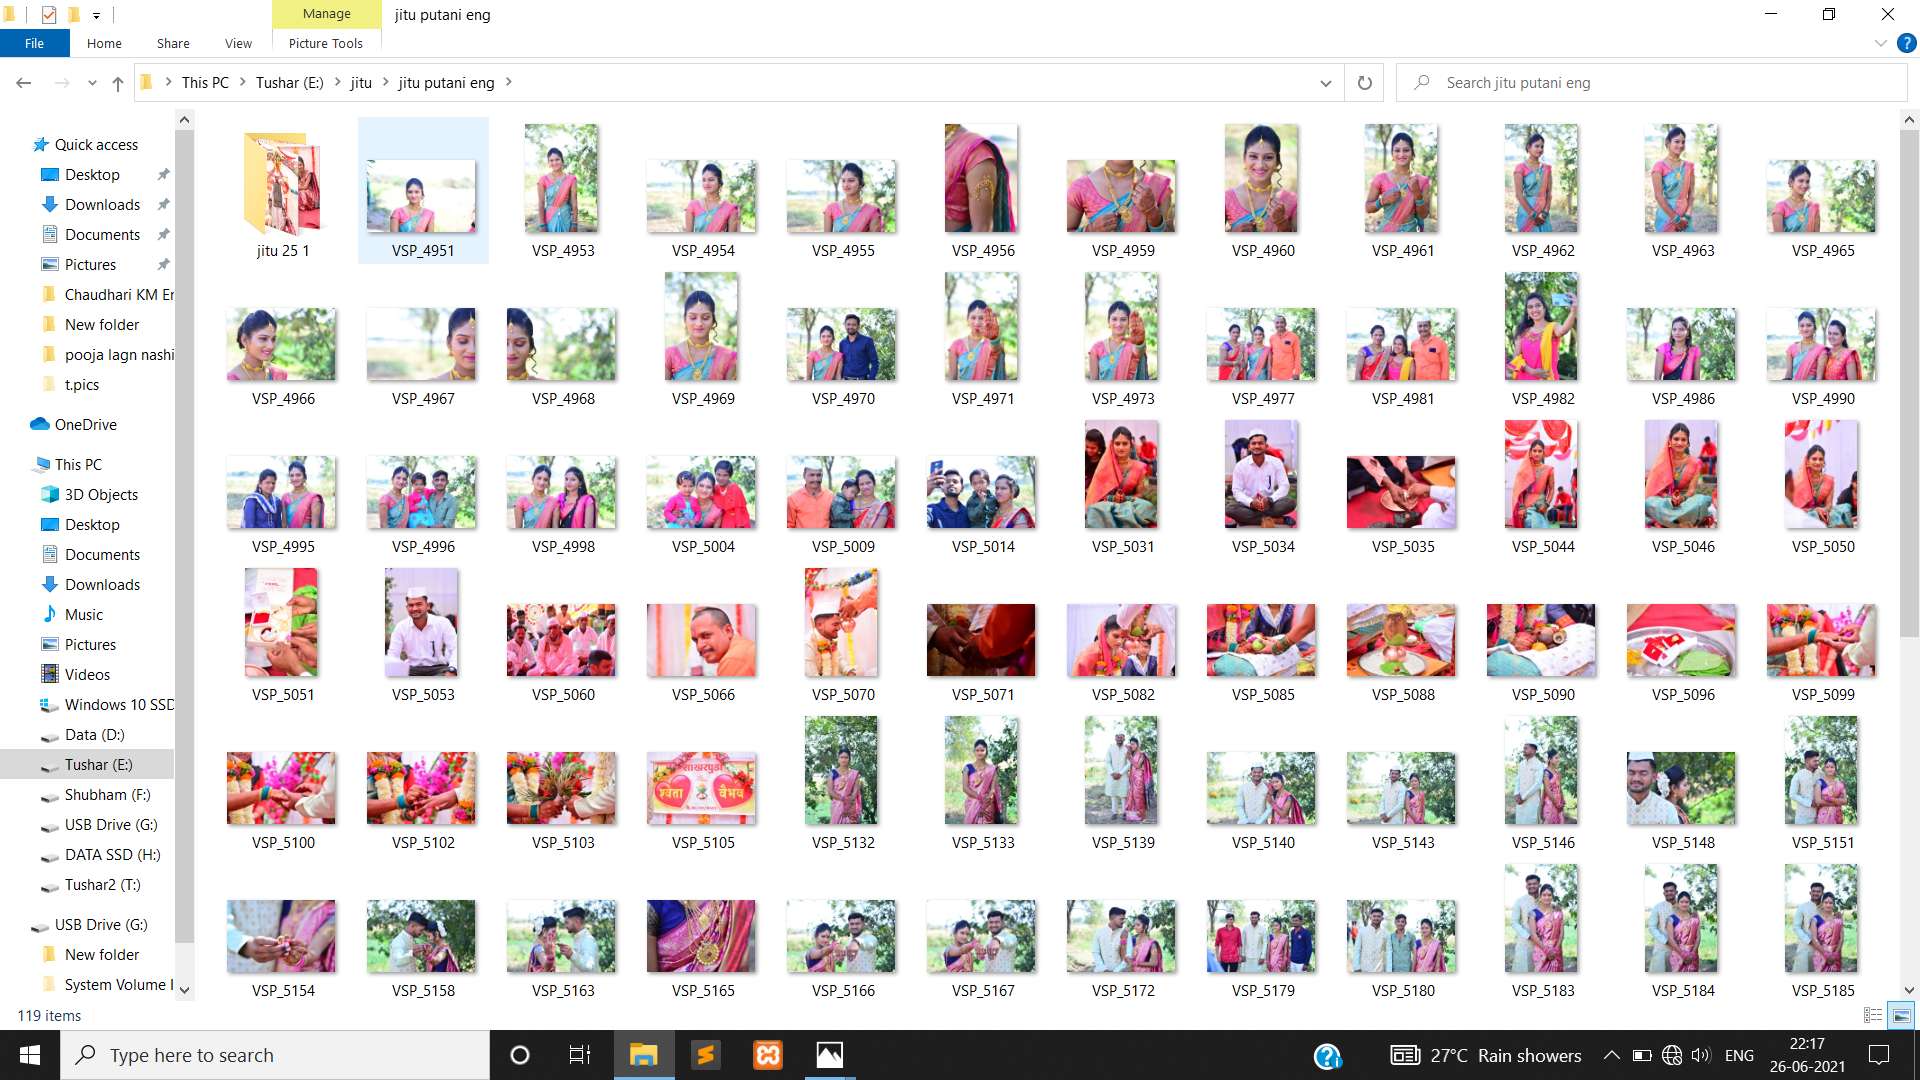 Manage
jitu putani eng
File
Home
Share
View
Picture Tools
This PC
Tushar (E:)
jitu
jitu putani eng
Search jitu putani eng
Quick access
Desktop
Downloads
Documents
Pictures
Chaudhari KM Er
New folder
pooja lagn nashi
t.pics
OneDrive
This PC
3D Objects
Desktop
Documents
Downloads
Music
Pictures
Videos
Windows 10 SSD
Data (D:)
Tushar (E:)
Shubham (F:)
USB Drive (G:)
DATA SSD (H:)
Tushar2 (T:)
USB Drive (G:)
New folder
System Volume I
jitu 25 1
VSP_4951
VSP_4953
VSP_4954
VSP_4955
VSP_4956
VSP_4959
VSP_4960
VSP_4961
VSP_4962
VSP_4963
VSP_4965
VSP_4966
VSP_4967
VSP_4968
VSP_4969
VSP_4970
VSP_4971
VSP_4973
VSP_4977
VSP_4981
VSP_4982
VSP_4986
VSP_4990
VSP_4995
VSP_4996
VSP_4998
VSP_5004
VSP_5009
VSP_5014
VSP_5031
VSP_5034
VSP_5035
VSP_5044
VSP_5046
VSP_5050
VSP_5051
VSP_5053
VSP_5060
VSP_5066
VSP_5070
VSP_5071
VSP_5082
VSP_5085
VSP_5088
VSP_5090
VSP_5096
VSP_5099
साखरपुडा
श्वेता
वैभव
VSP_5100
VSP_5102
VSP_5103
VSP_5105
VSP_5132
VSP_5133
VSP_5139
VSP_5140
VSP_5143
VSP_5146
VSP_5148
VSP_5151
VSP_5154
VSP_5158
VSP_5163
VSP_5165
VSP_5166
VSP_5167
VSP_5172
VSP_5179
VSP_5180
VSP_5183
VSP_5184
VSP_5185
119 items
Type here to search
27°C Rain showers
ENG
22:17
26-06-2021